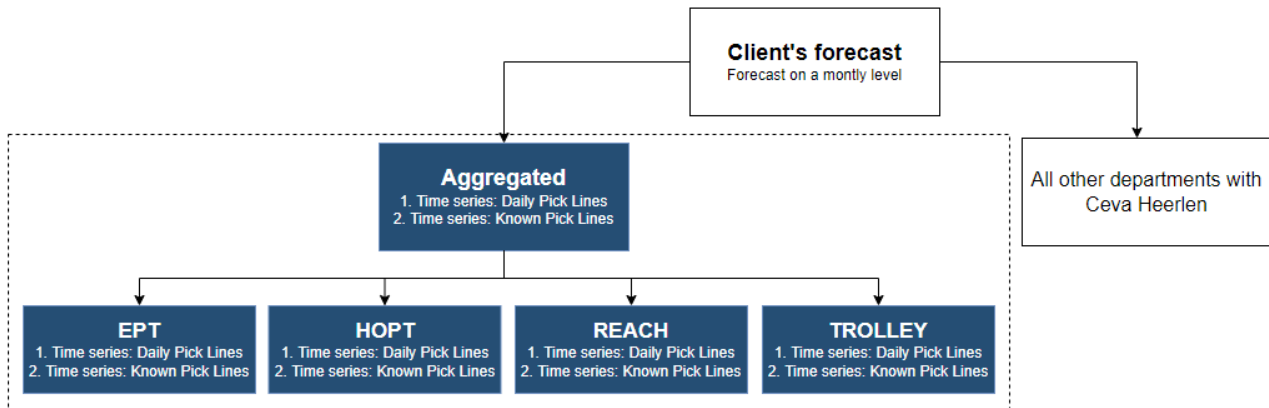 Client's forecast
Forecast on a montly level
Aggregated
1. Time series: Daily Pick Lines
2. Time series: Known Pick Lines
All other departments with
Ceva Heerlen
EPT
1. Time series: Daily Pick Lines
2. Time series: Known Pick Lines
HOPT
1. Time series: Daily Pick Lines
2. Time series: Known Pick Lines
REACH
1. Time series: Daily Pick Lines
2. Time series: Known Pick Lines
TROLLEY
1. Time series: Daily Pick Lines
2. Time series: Known Pick Lines